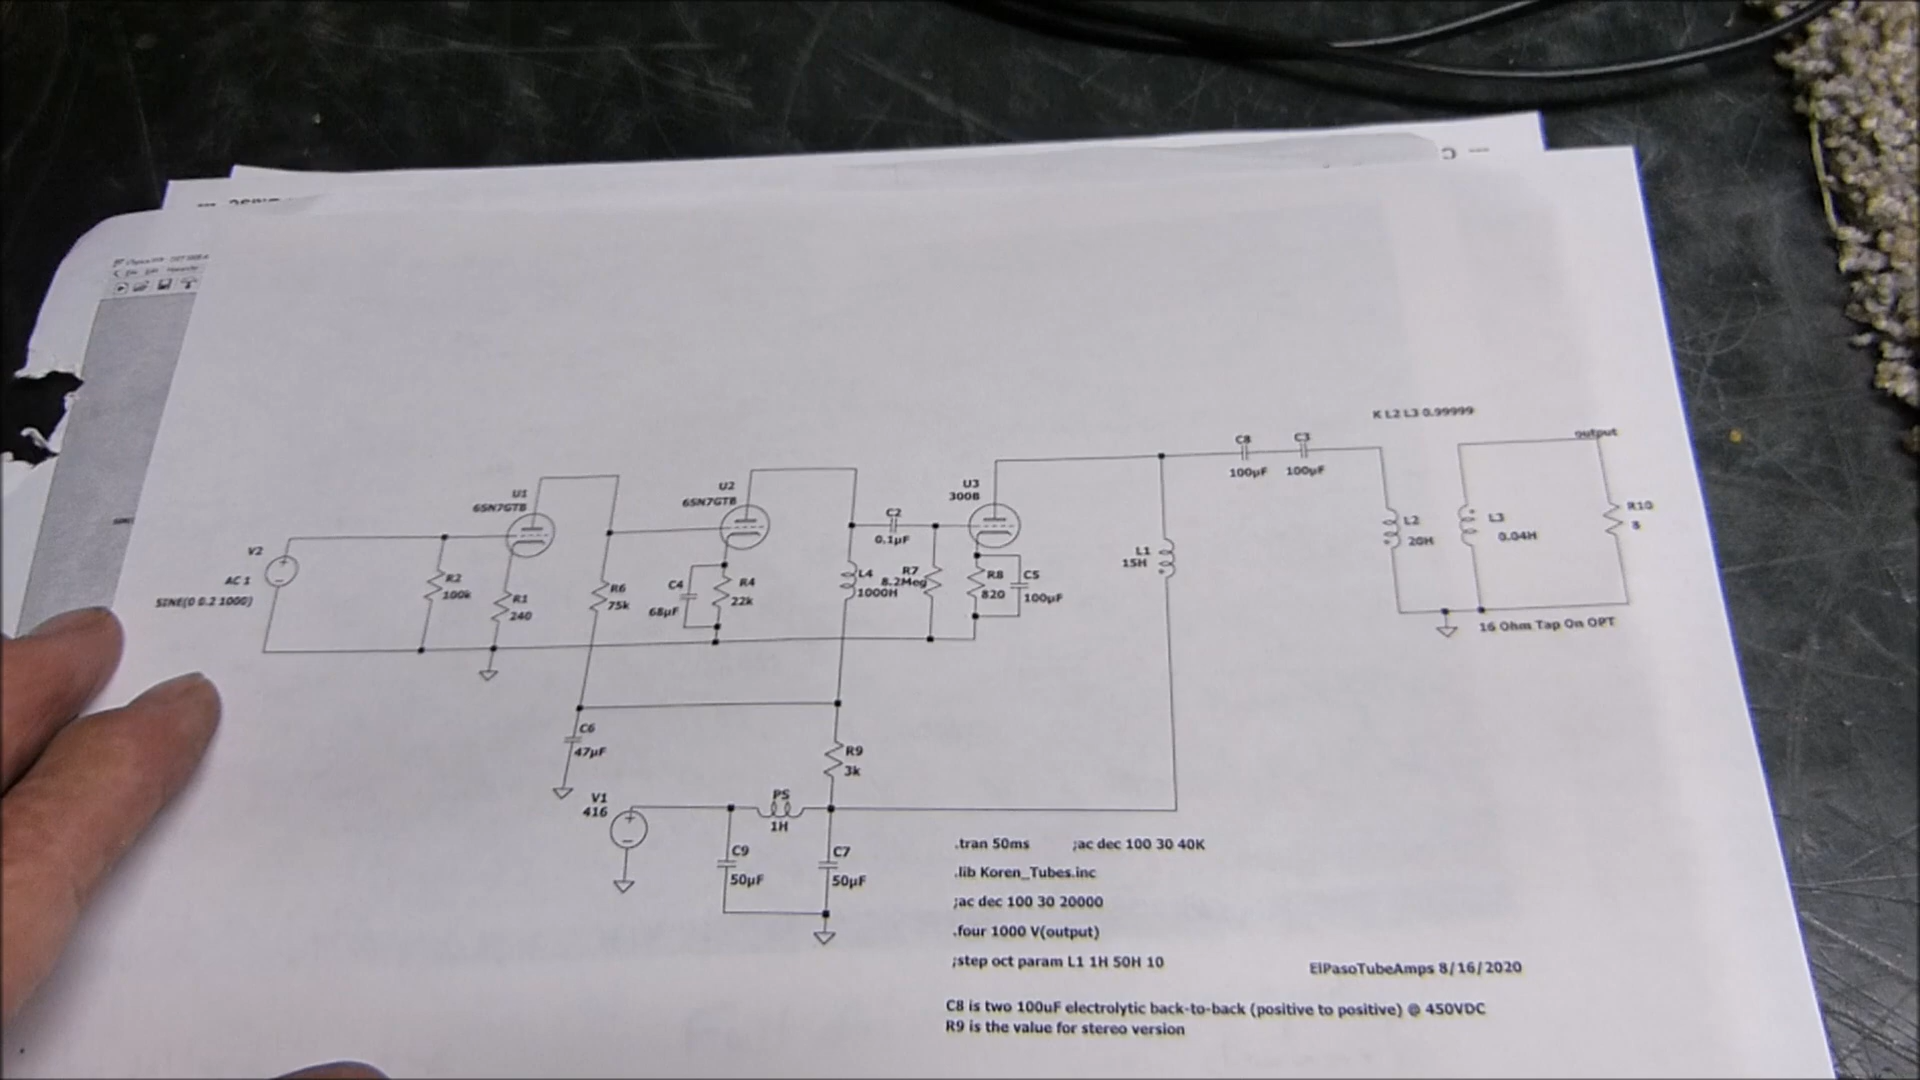 K L2 L3 0.99999
output
C8
100µF
C3
100µF
U1
6SN7GTB
U2
6SN7GTB
U3
300B
C2
0.1µF
V2
AC 1
SINE(0 0.2 1000)
R2
100k
R1
240
R6
75k
C4
68µF
R4
22k
L4
1000H
R7
8.2Meg
R8
820
C5
100µF
L1
15H
L2
20H
L3
0.04H
R10
8
16 Ohm Tap On OPT
C6
47µF
R9
3k
V1
416
PS
1H
C9
50µF
C7
50µF
.tran 50ms ;ac dec 100 30 40K
.lib Koren_Tubes.inc
;ac dec 100 30 20000
.four 1000 V(output)
;step oct param L1 1H 50H 10
ElPasoTubeAmps 8/16/2020
C8 is two 100uF electrolytic back-to-back (positive to positive) @ 450VDC
R9 is the value for stereo version